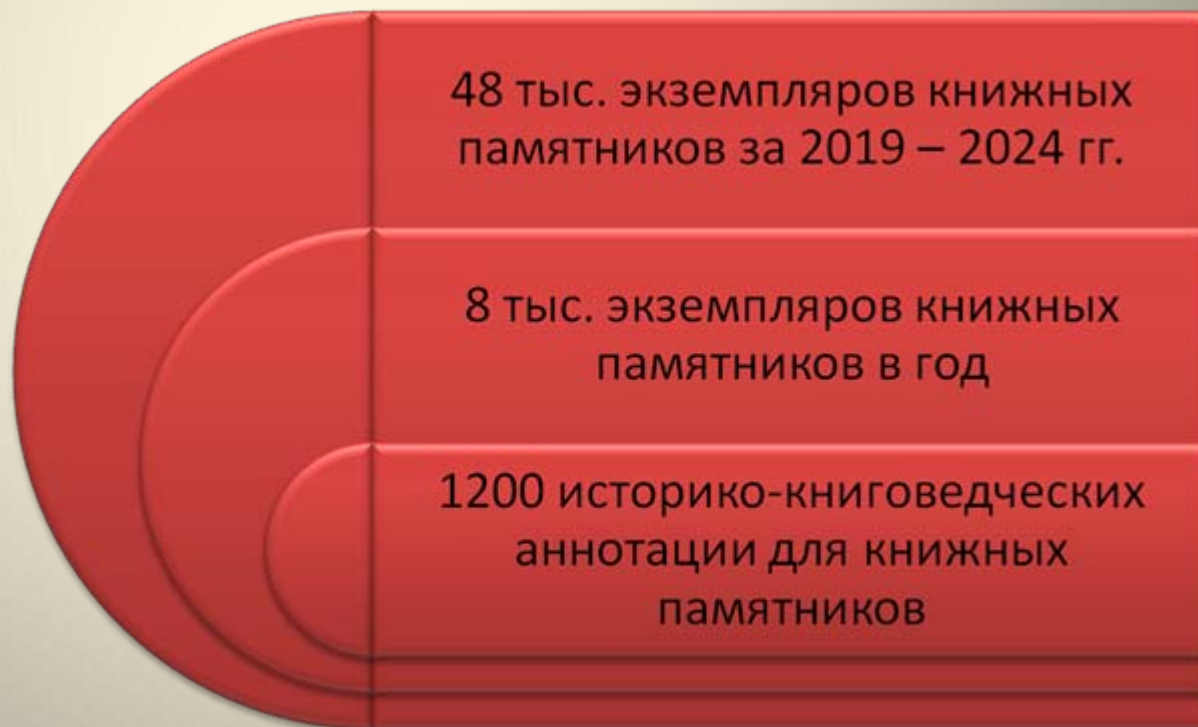 48 тыс. экземпляров книжных
памятников за 2019 – 2024 гг.
8 тыс. экземпляров книжных
памятников в год
1200 историко-книговедческих
аннотации для книжных
памятников